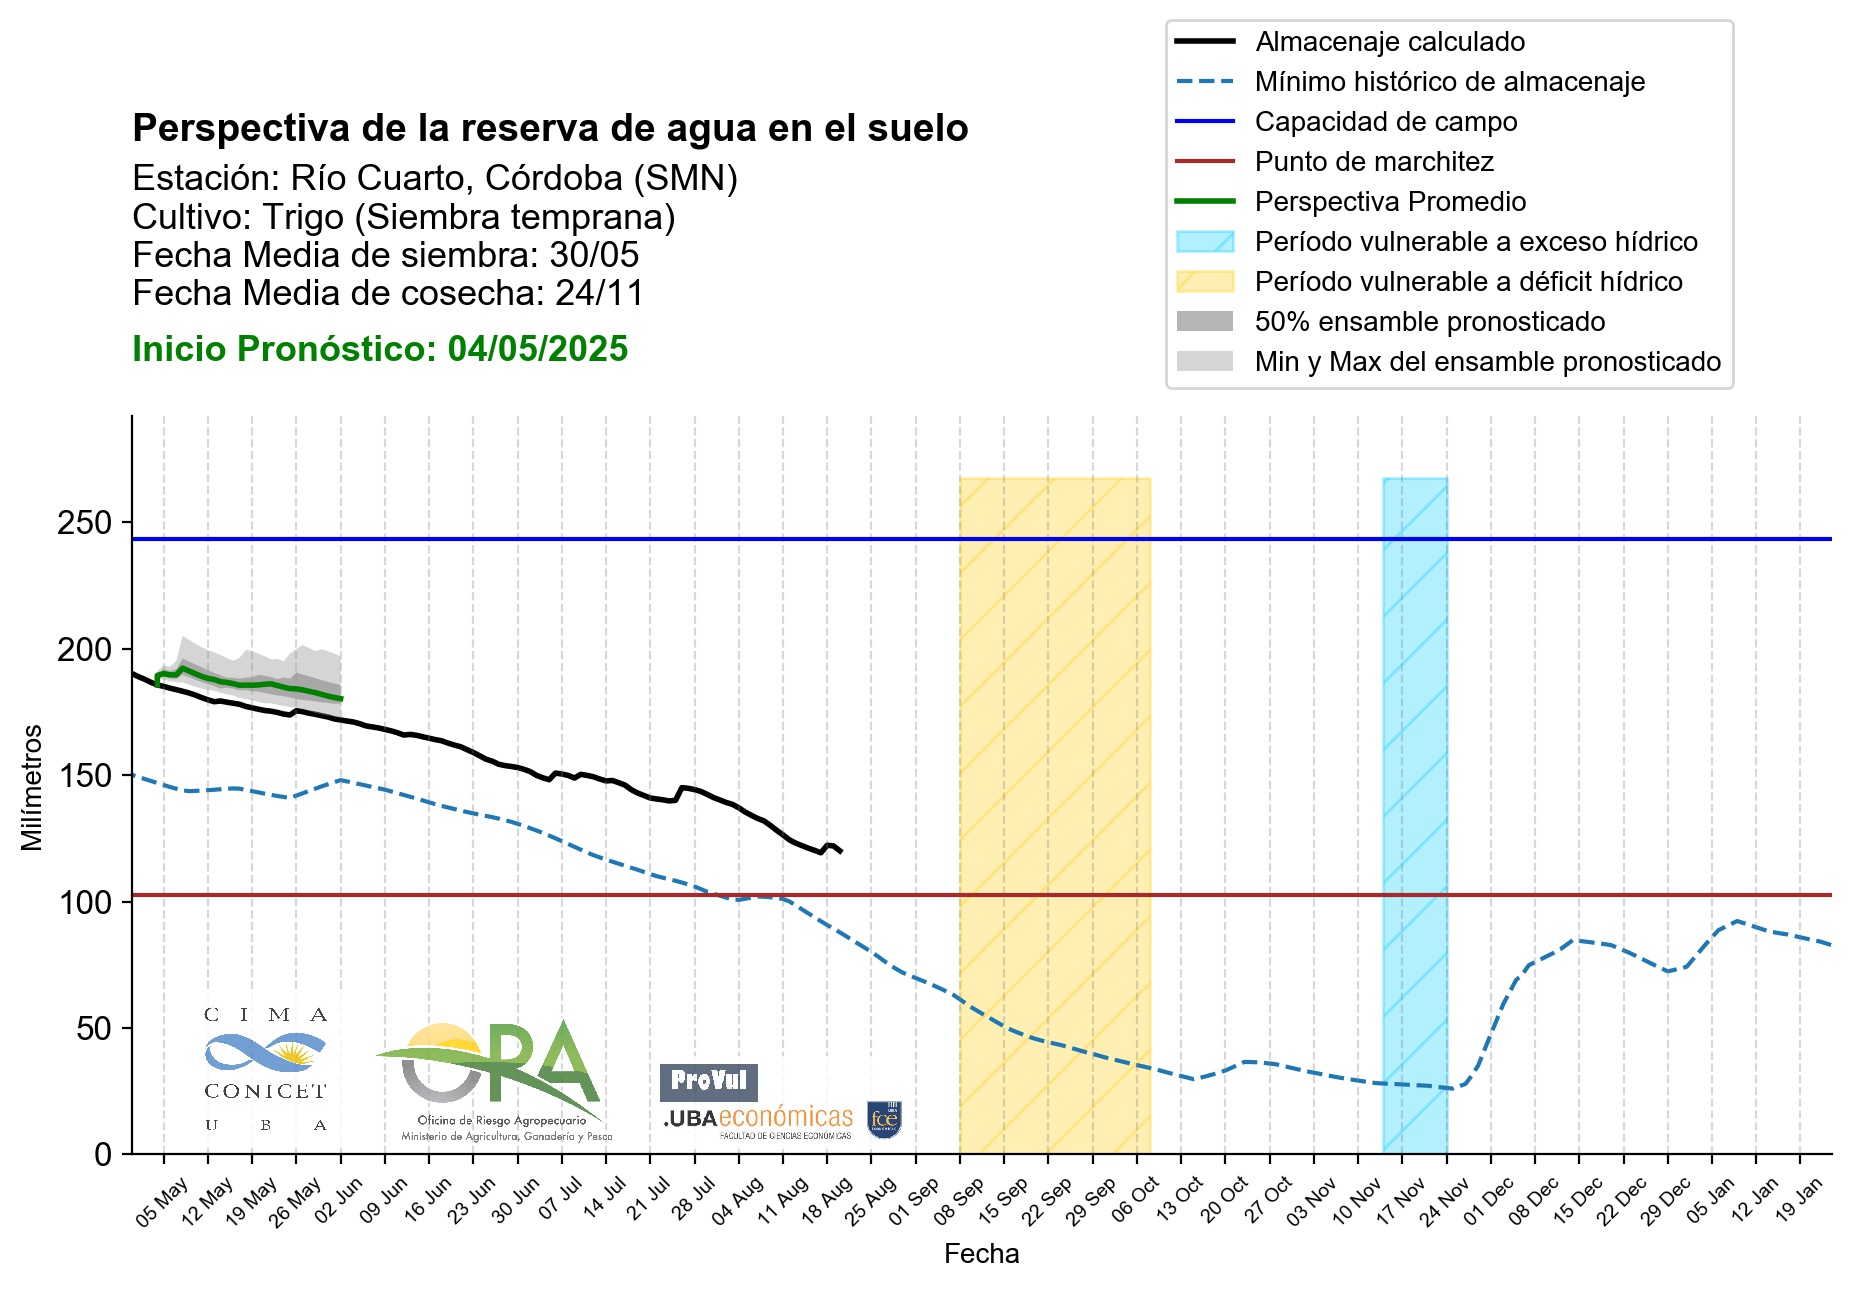 Almacenaje calculado
Mínimo histórico de almacenaje
Capacidad de campo
Punto de marchitez
Perspectiva Promedio
Período vulnerable a exceso hídrico
Período vulnerable a déficit hídrico
50% ensamble pronosticado
Min y Max del ensamble pronosticado
Perspectiva de la reserva de agua en el suelo
Estación: Río Cuarto, Córdoba (SMN)
Cultivo: Trigo (Siembra temprana)
Fecha Media de siembra: 30/05
Fecha Media de cosecha: 24/11
Inicio Pronóstico: 04/05/2025
Milímetros
250
200
150
100
50
0
C I M A
CONICET
U B A
ORA
Oficina de Riesgo Agropecuario
Ministerio de Agricultura, Ganadería y Pesca
ProVul
.UBAeconómicas
FACULTAD DE CIENCIAS ECONÓMICAS
UBA
fce
05 May
12 May
19 May
26 May
02 Jun
09 Jun
16 Jun
23 Jun
30 Jun
07 Jul
14 Jul
21 Jul
28 Jul
04 Aug
11 Aug
18 Aug
25 Aug
01 Sep
08 Sep
15 Sep
22 Sep
29 Sep
06 Oct
13 Oct
20 Oct
27 Oct
03 Nov
10 Nov
17 Nov
24 Nov
01 Dec
08 Dec
15 Dec
22 Dec
29 Dec
05 Jan
12 Jan
19 Jan
Fecha